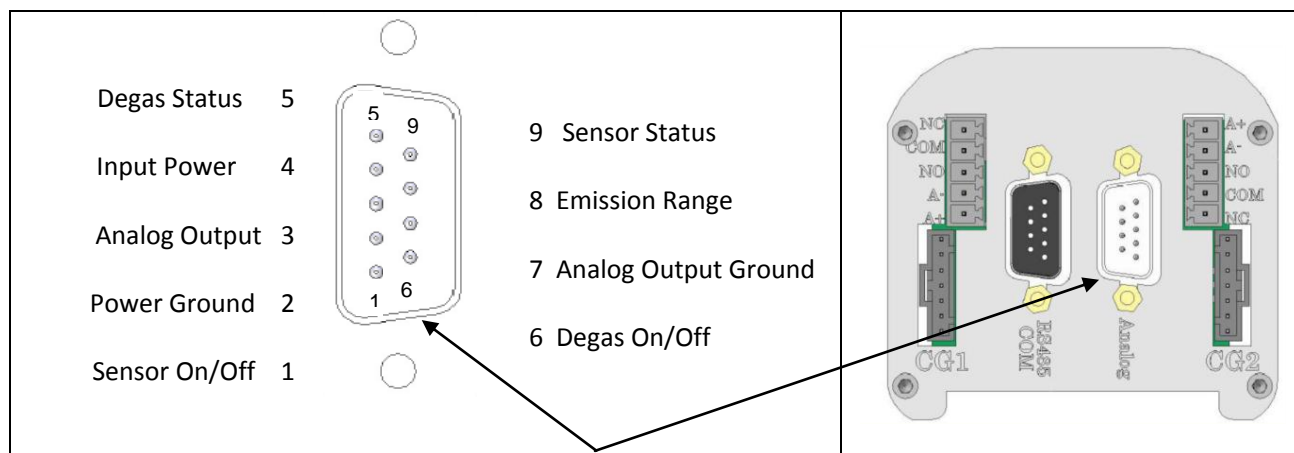 Degas Status 5
Input Power 4
Analog Output 3
Power Ground 2
Sensor On/Off 1
5
9
1
6
9 Sensor Status
8 Emission Range
7 Analog Output Ground
6 Degas On/Off
NC
COM
NO
A-
A+
CG1
RS485
COM
Analog
A+
A-
NO
COM
NC
CG2